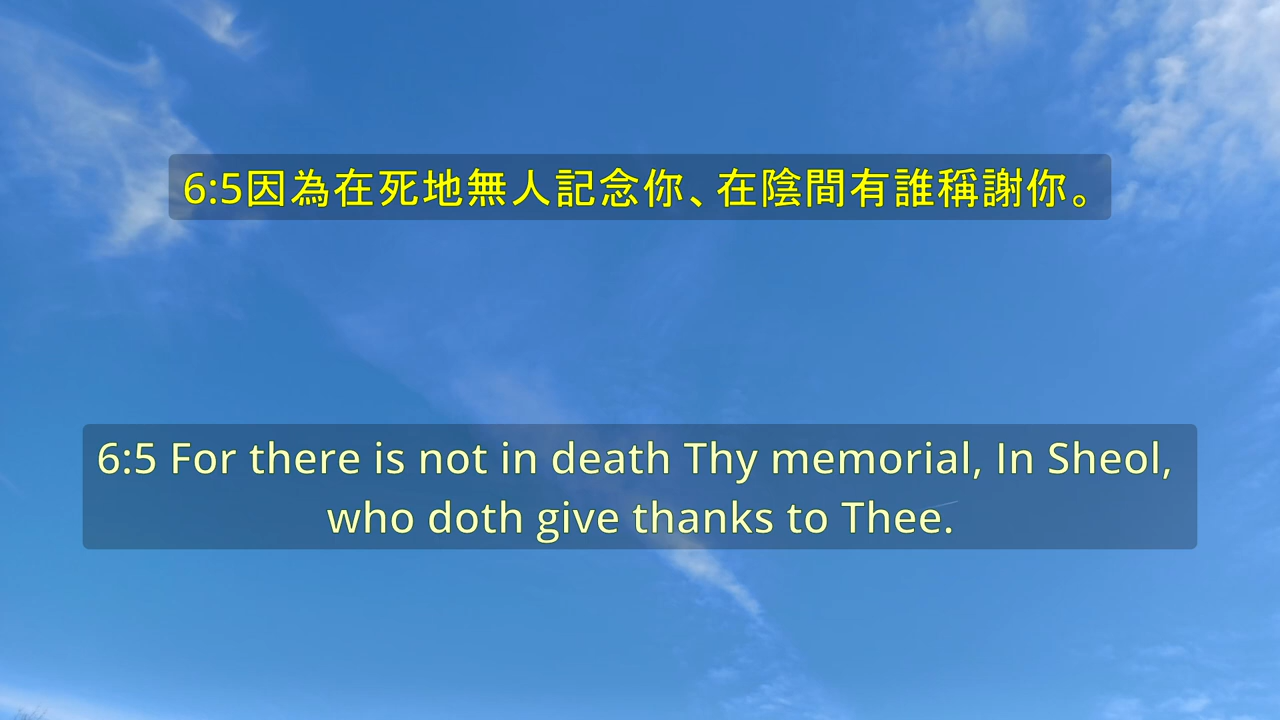 6:5因為在死地無人記念你、在陰間有誰稱謝你。
6:5 For there is not in death Thy memorial, In Sheol,
who doth give thanks to Thee.